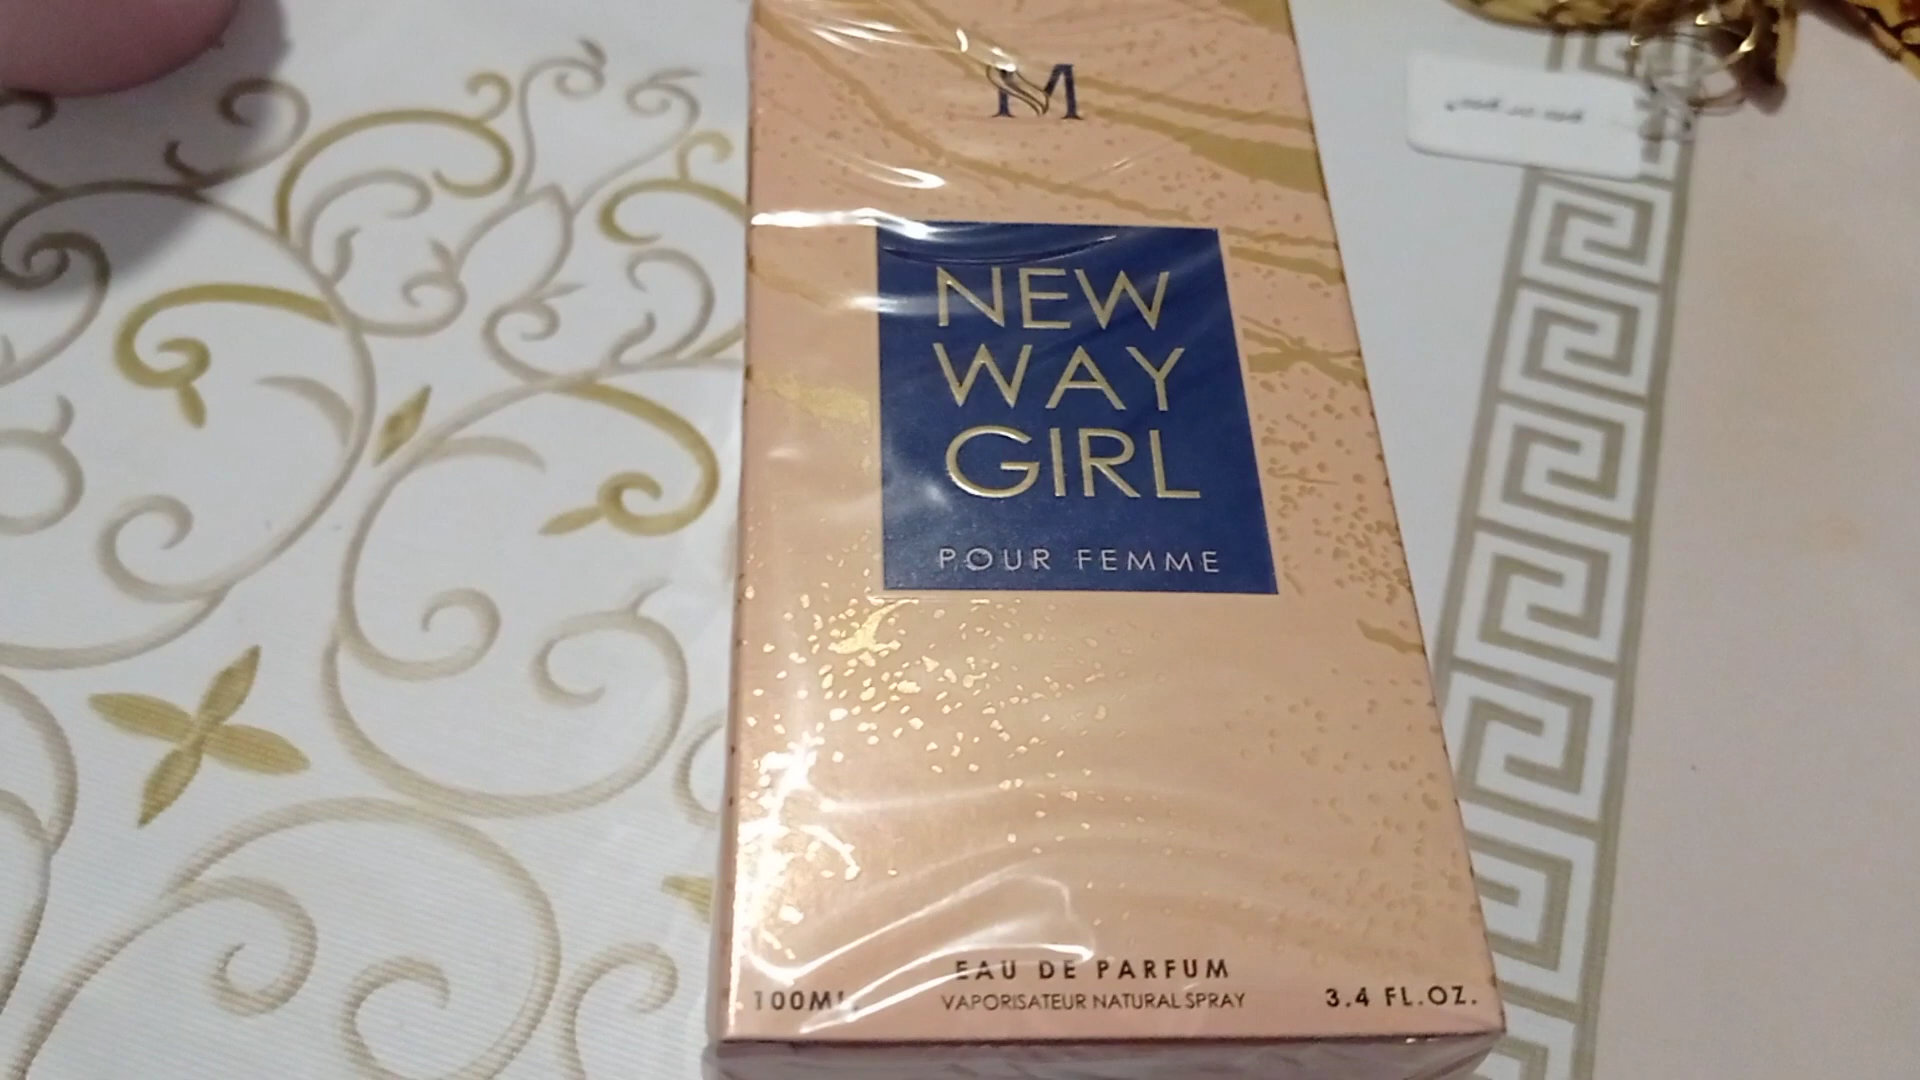 M
NEW
WAY
GIRL
POUR FEMME
EAU DE PARFUM
100ML
VAPORISATEUR NATURAL SPRAY
3.4 FL.OZ.